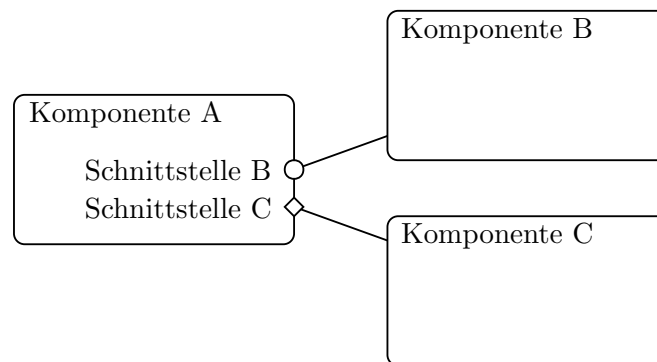 Komponente B
Komponente A
Schnittstelle B
Schnittstelle C
Komponente C